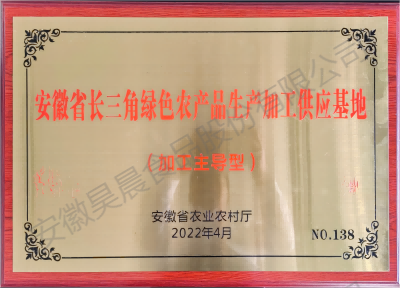 安徽省长三角绿色农产品生产加工供应基地
(加工主导型)
安徽省农业农村厅
2022年4月
NO.138
安徽昊晨食品股份有限公司